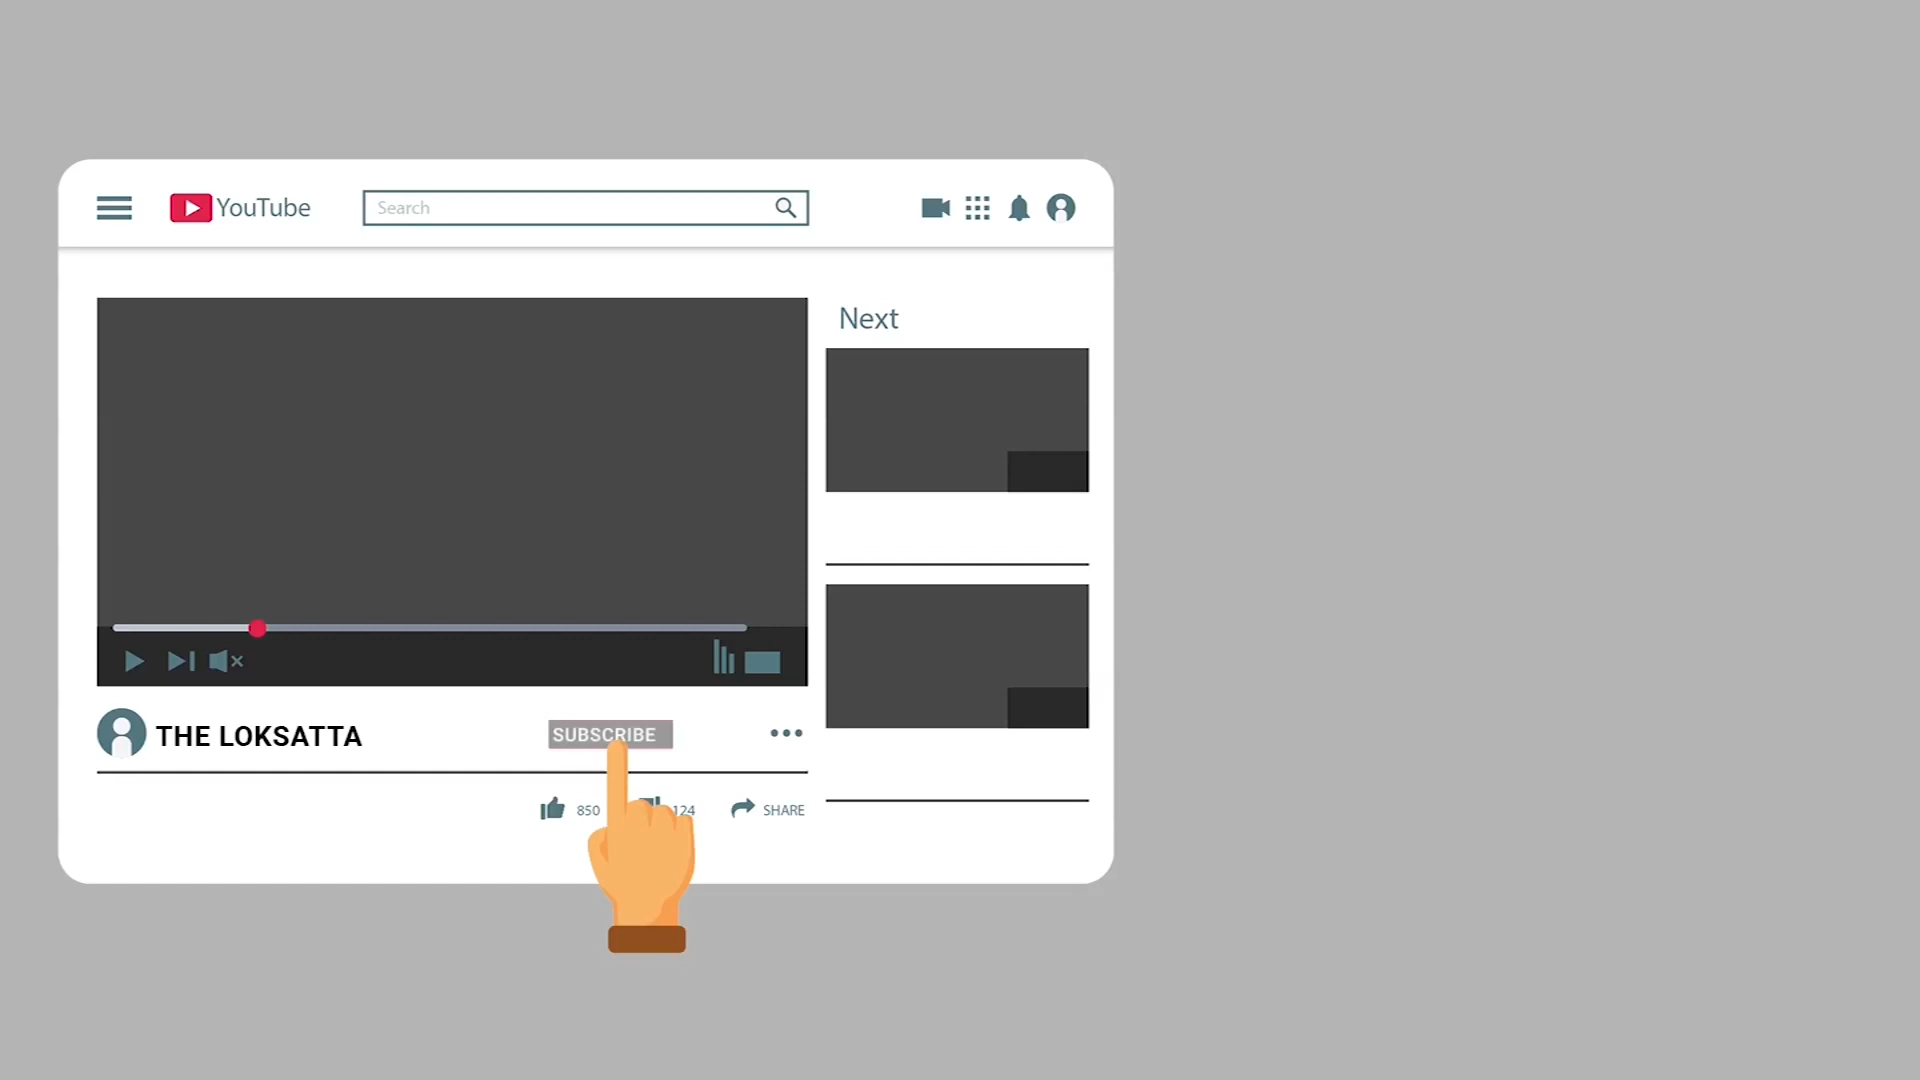 YouTube
Search
Next
THE LOKSATTA
SUBSCRIBE
850
124
SHARE